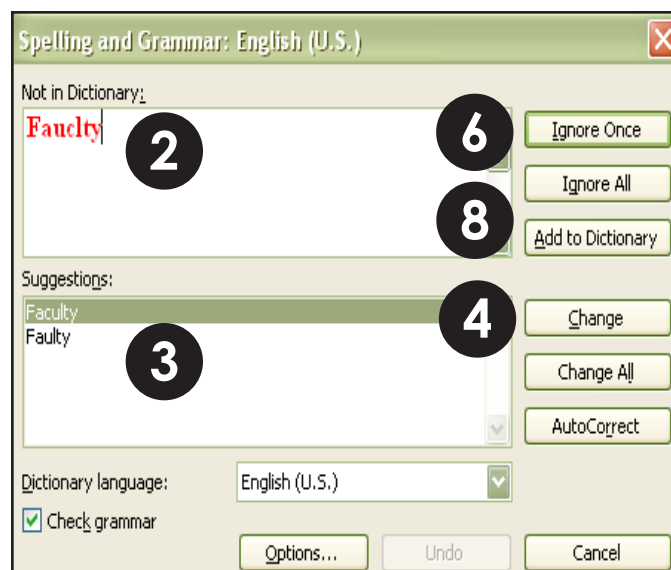 Spelling and Grammar: English (U.S.)
Not in Dictionary:
Fauclty
2
6
Ignore Once
Ignore All
8
Add to Dictionary
Suggestions:
Faculty
Faulty
3
4
Change
Change All
AutoCorrect
Dictionary language:
English (U.S.)
Check grammar
Options...
Undo
Cancel